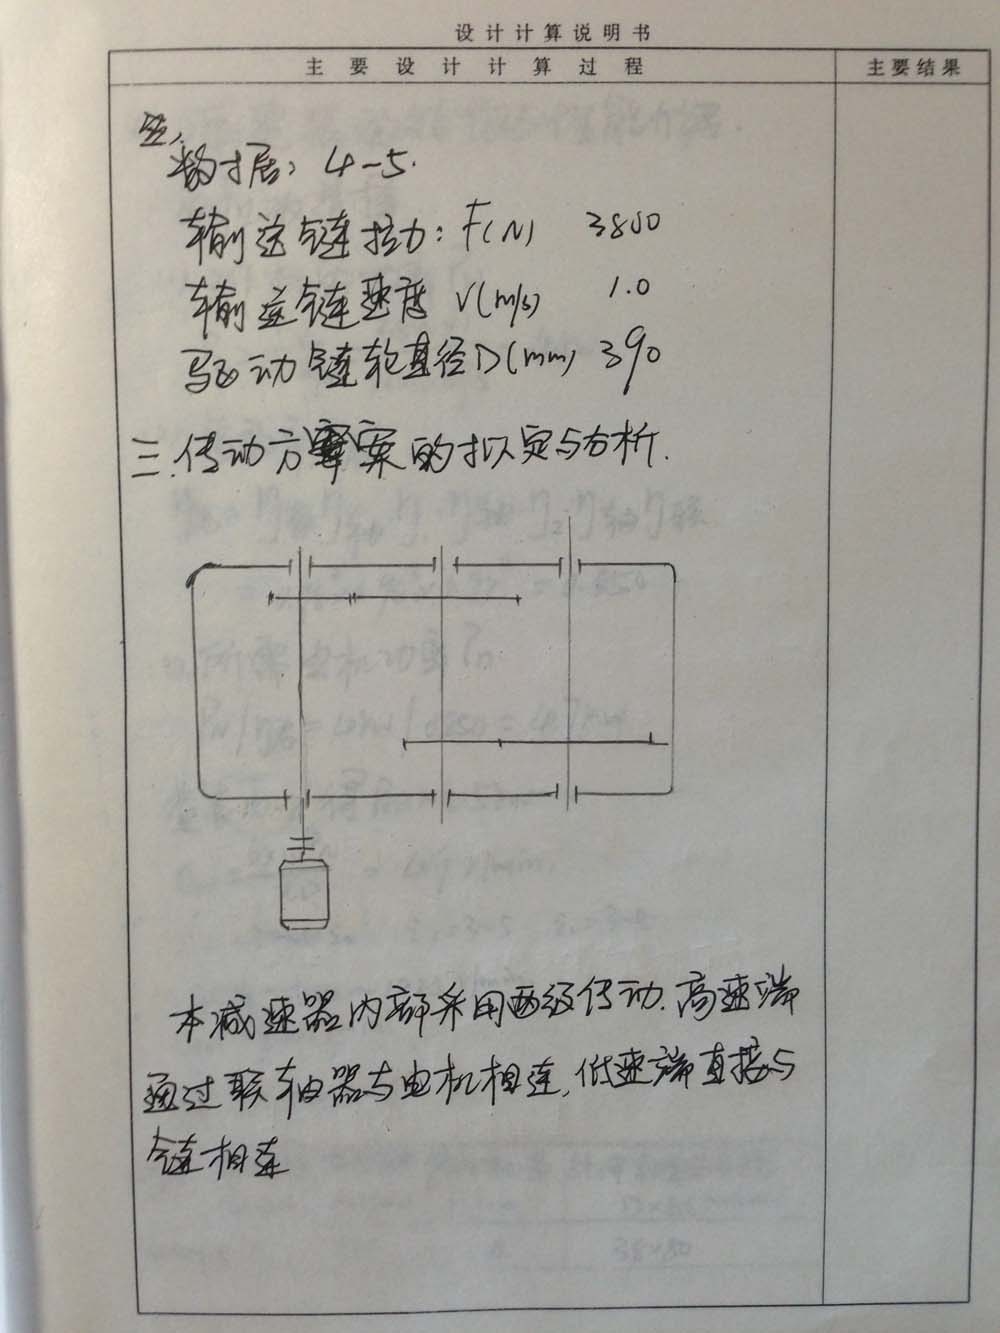 设计计算说明书
主要设计计算过程
主要结果
数据：4-5.
输送链拉力：F(N) 3800
输送链速度 V(m/s) 1.0
驱动链轮直径D(mm) 390
三.传动方案的拟定与分析.
本减速器内部采用两级传动.高速端
通过联轴器与电机相连,低速端直接与
链相连